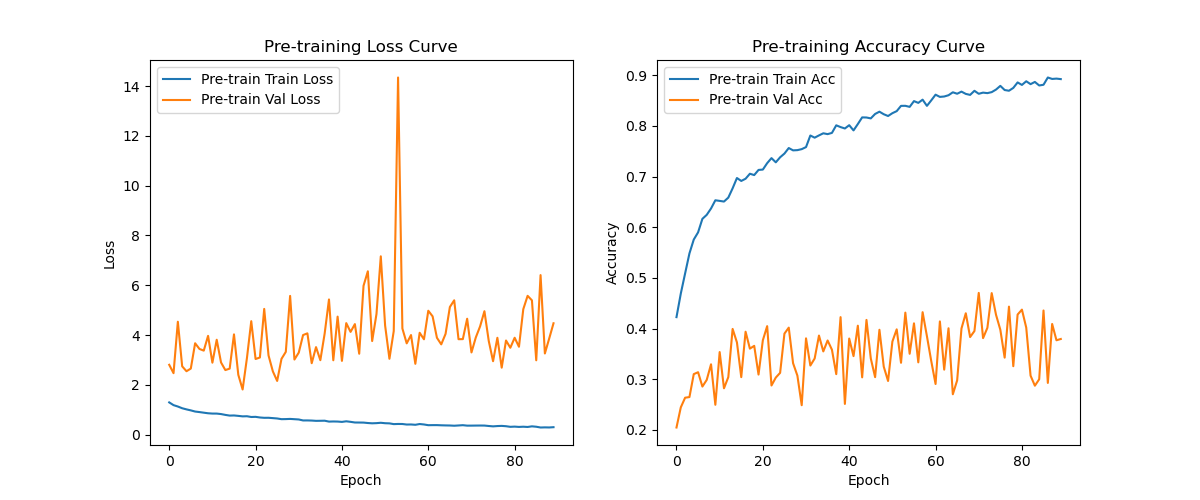 Pre-training Loss Curve
Pre-train Train Loss
Pre-train Val Loss
14
12
10
8
6
4
2
0
Loss
0 20 40 60 80
Epoch
Pre-training Accuracy Curve
Pre-train Train Acc
Pre-train Val Acc
0.9
0.8
0.7
0.6
0.5
0.4
0.3
0.2
Accuracy
0 20 40 60 80
Epoch